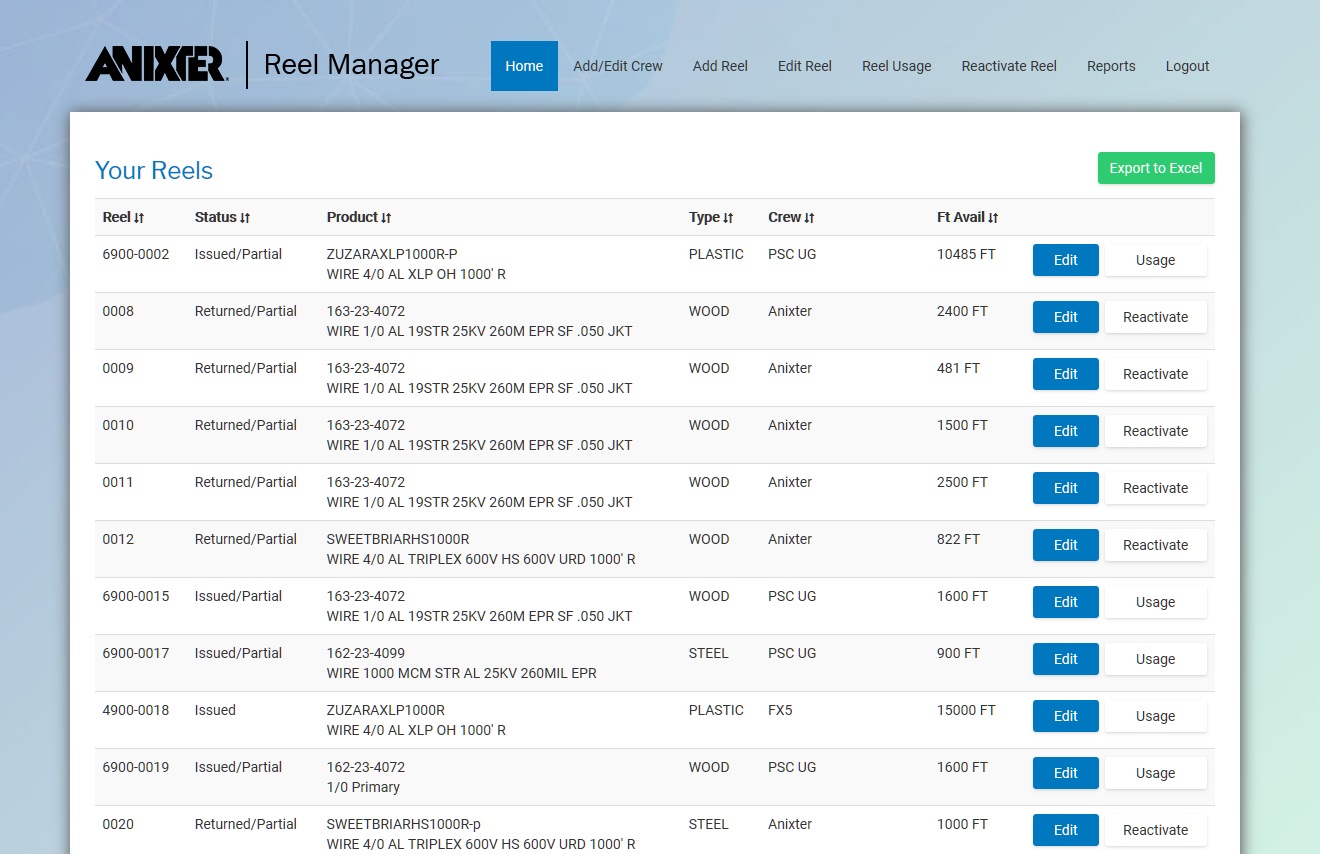 ANIXTER Reel Manager Home Add/Edit Crew Add Reel Edit Reel Reel Usage Reactivate Reel Reports Logout
Your Reels Export to Excel
Reel Status Product Type Crew Ft Avail
6900-0002 Issued/Partial ZUZARAXLP1000R-P PLASTIC PSC UG 10485 FT Edit Usage
WIRE 4/0 AL XLP OH 1000' R
0008 Returned/Partial 163-23-4072 WOOD Anixter 2400 FT Edit Reactivate
WIRE 1/0 AL 19STR 25KV 260M EPR SF .050 JKT
0009 Returned/Partial 163-23-4072 WOOD Anixter 481 FT Edit Reactivate
WIRE 1/0 AL 19STR 25KV 260M EPR SF .050 JKT
0010 Returned/Partial 163-23-4072 WOOD Anixter 1500 FT Edit Reactivate
WIRE 1/0 AL 19STR 25KV 260M EPR SF .050 JKT
0011 Returned/Partial 163-23-4072 WOOD Anixter 2500 FT Edit Reactivate
WIRE 1/0 AL 19STR 25KV 260M EPR SF .050 JKT
0012 Returned/Partial SWEETBRIARHS1000R WOOD Anixter 822 FT Edit Reactivate
WIRE 4/0 AL TRIPLEX 600V HS 600V URD 1000' R
6900-0015 Issued/Partial 163-23-4072 WOOD PSC UG 1600 FT Edit Usage
WIRE 1/0 AL 19STR 25KV 260M EPR SF .050 JKT
6900-0017 Issued/Partial 162-23-4099 STEEL PSC UG 900 FT Edit Usage
WIRE 1000 MCM STR AL 25KV 260MIL EPR
4900-0018 Issued ZUZARAXLP1000R PLASTIC FX5 15000 FT Edit Usage
WIRE 4/0 AL XLP OH 1000' R
6900-0019 Issued/Partial 162-23-4072 WOOD PSC UG 1600 FT Edit Usage
1/0 Primary
0020 Returned/Partial SWEETBRIARHS1000R-p STEEL Anixter 1000 FT Edit Reactivate
WIRE 4/0 AL TRIPLEX 600V HS 600V URD 1000' R